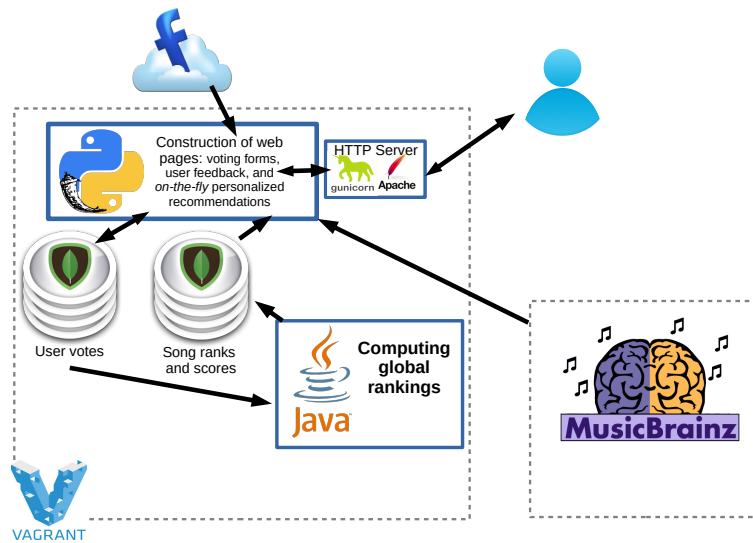 Construction of web
pages: voting forms,
user feedback, and
on-the-fly personalized
recommendations
HTTP Server
gunicorn Apache
User votes
Song ranks
and scores
Java
Computing
global
rankings
MusicBrainz
VAGRANT